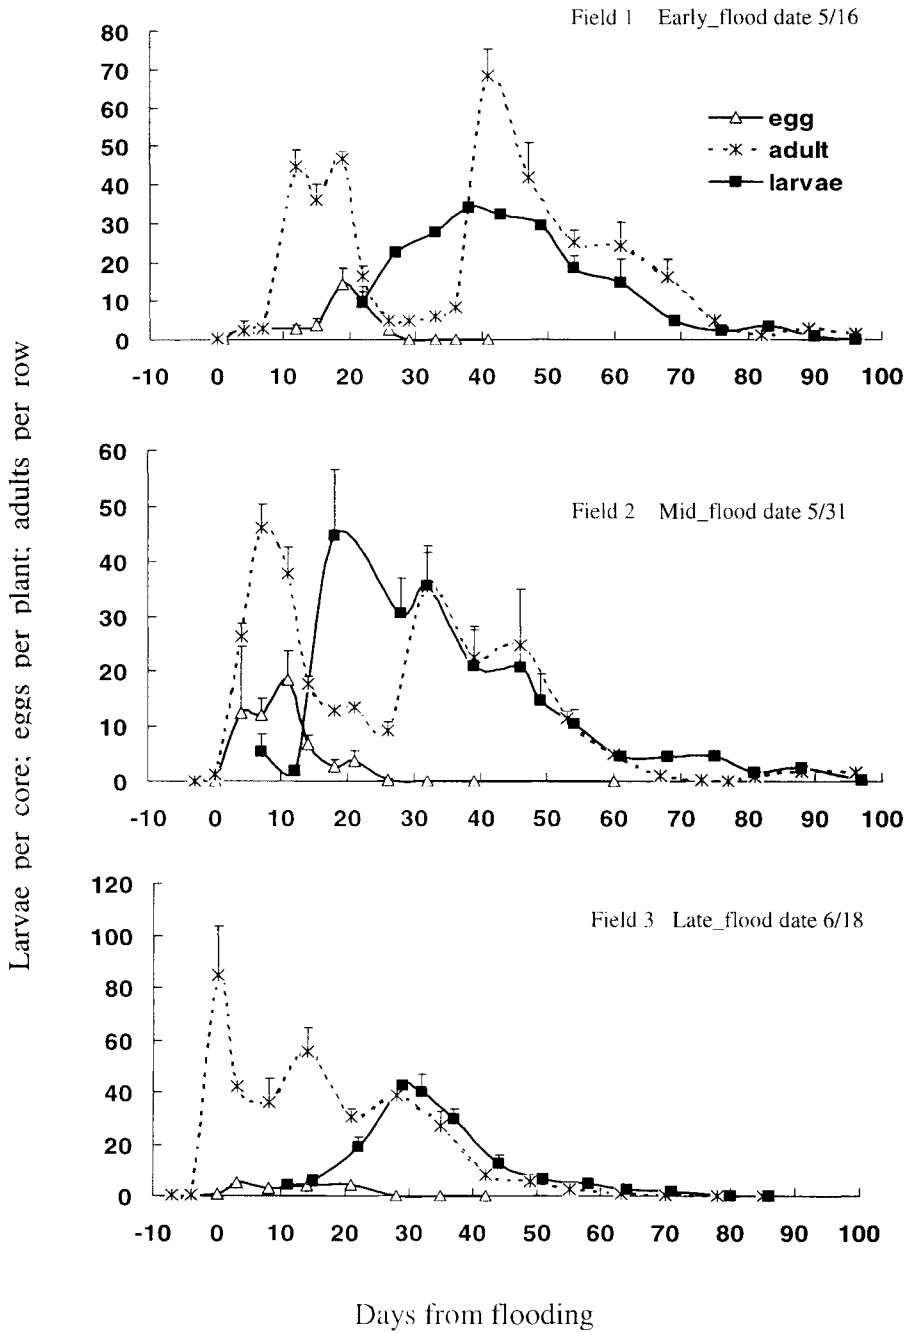 Larvae per core; eggs per plant; adults per row
Field 1 Early_flood date 5/16
80
70
60
50
40
30
20
10
0
egg
adult
larvae
-10 0 10 20 30 40 50 60 70 80 90 100
Field 2 Mid_flood date 5/31
60
50
40
30
20
10
0
-10 0 10 20 30 40 50 60 70 80 90 100
Field 3 Late_flood date 6/18
120
100
80
60
40
20
0
-10 0 10 20 30 40 50 60 70 80 90 100
Days from flooding